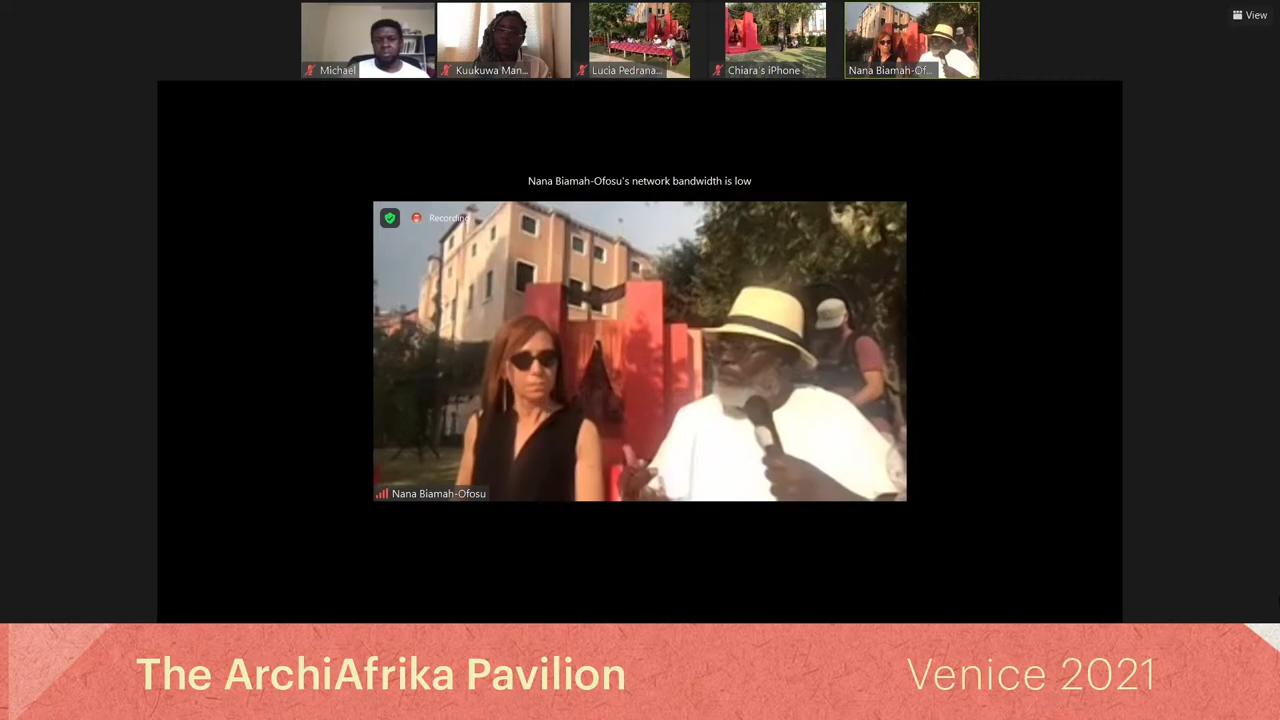 View
Michael
Kuukuwa Man...
Lucia Pedrana...
Chiara's iPhone
Nana Biamah-Of...
Nana Biamah-Ofosu's network bandwidth is low
Recording
Nana Biamah-Ofosu
The ArchiAfrika Pavilion
Venice 2021